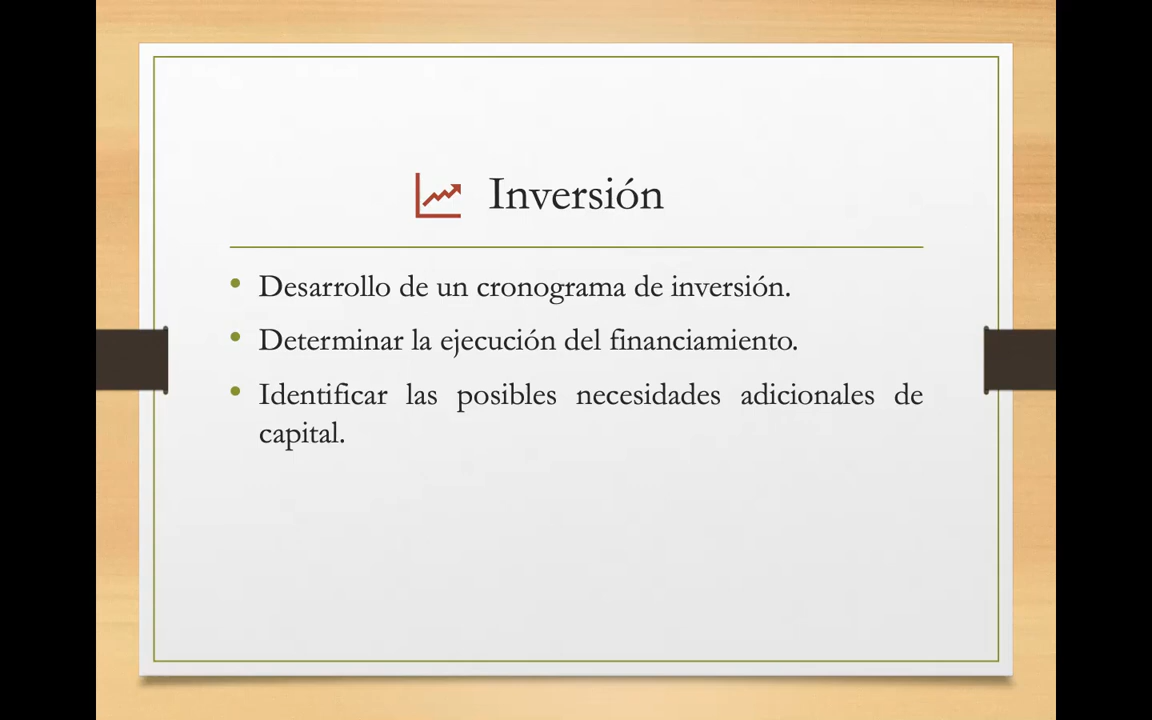 Inversión
• Desarrollo de un cronograma de inversión.
• Determinar la ejecución del financiamiento.
• Identificar las posibles necesidades adicionales de
capital.